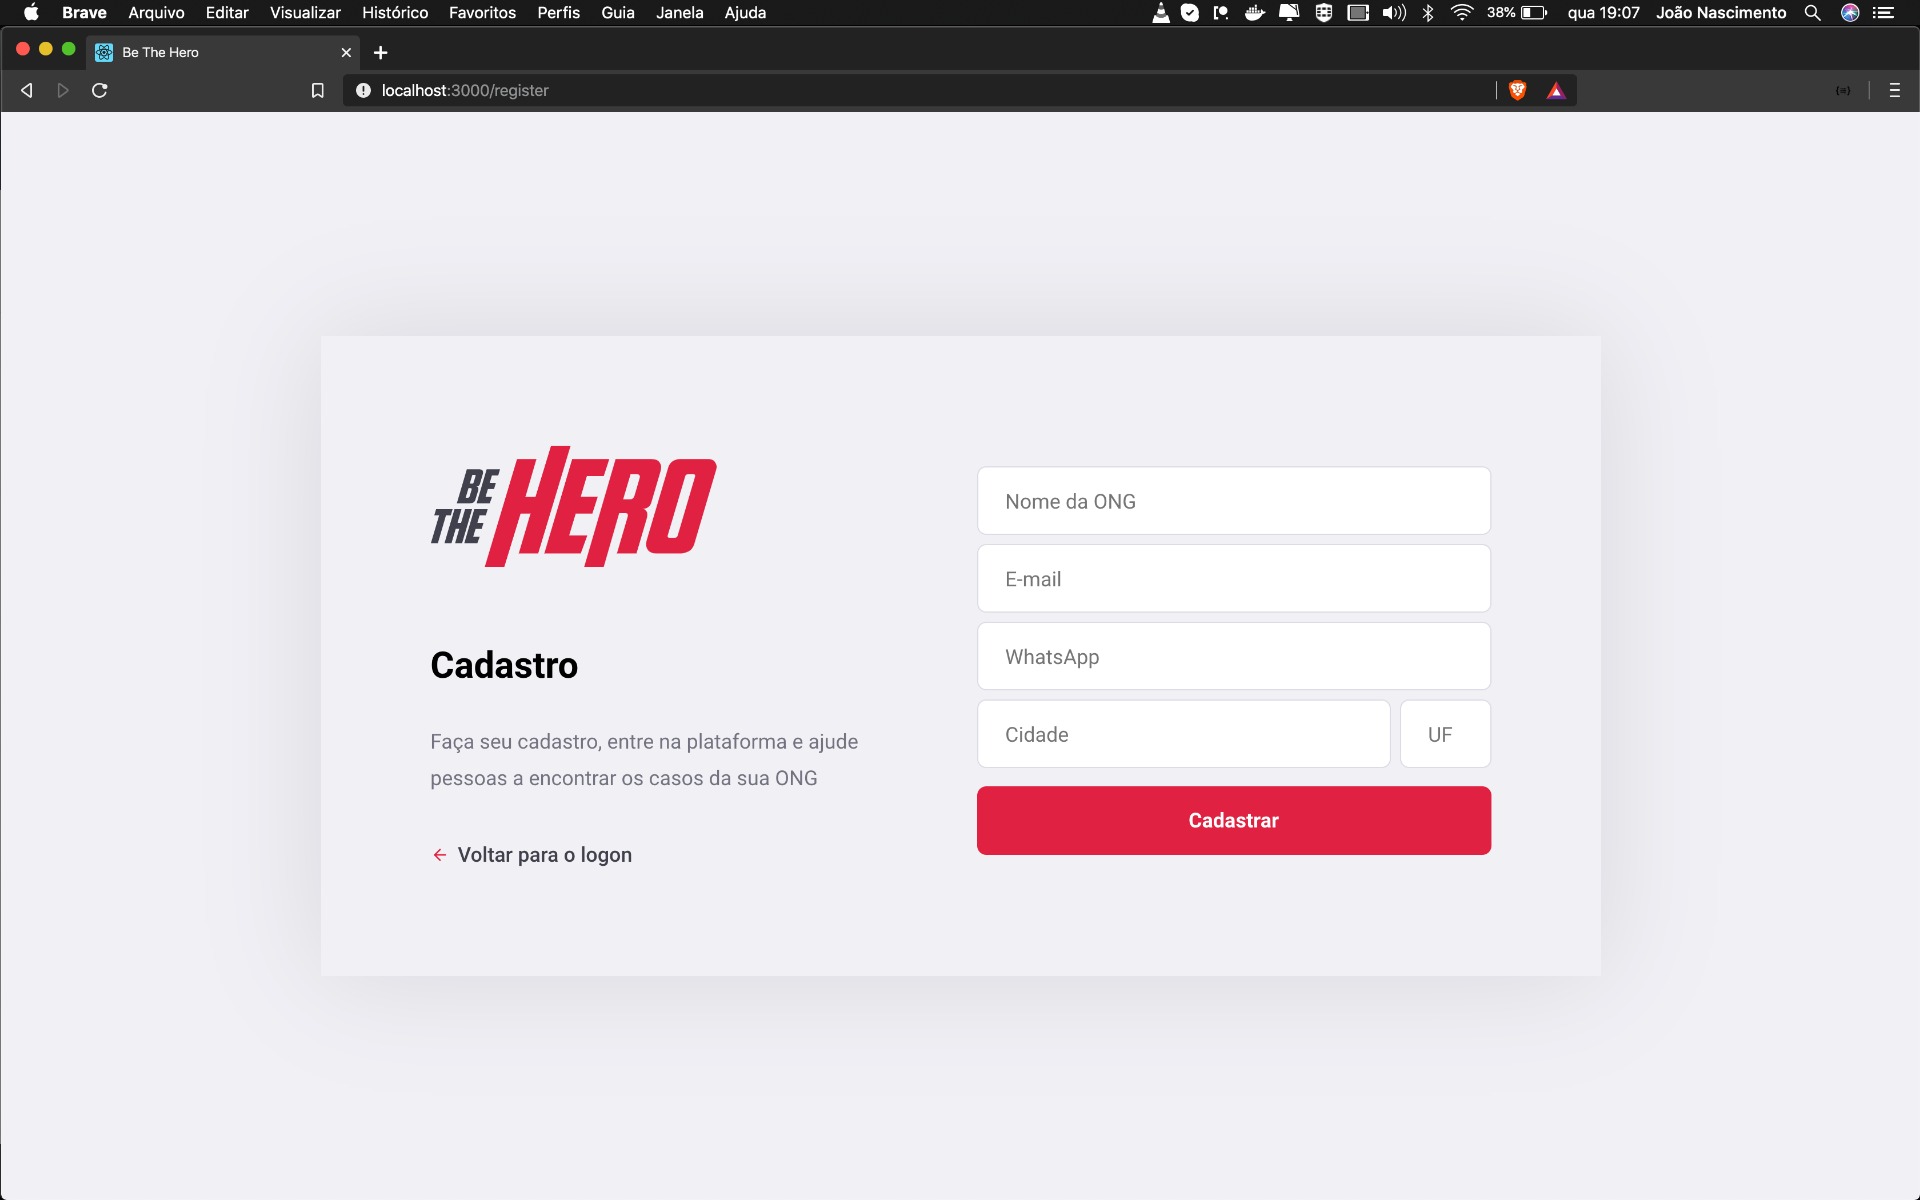 Brave Arquivo Editar Visualizar Histórico Favoritos Perfis Guia Janela Ajuda 38% qua 19:07 João Nascimento
Be The Hero
localhost:3000/register
BE
THE HERO
Cadastro
Faça seu cadastro, entre na plataforma e ajude
pessoas a encontrar os casos da sua ONG
Voltar para o logon
Nome da ONG
E-mail
WhatsApp
Cidade UF
Cadastrar